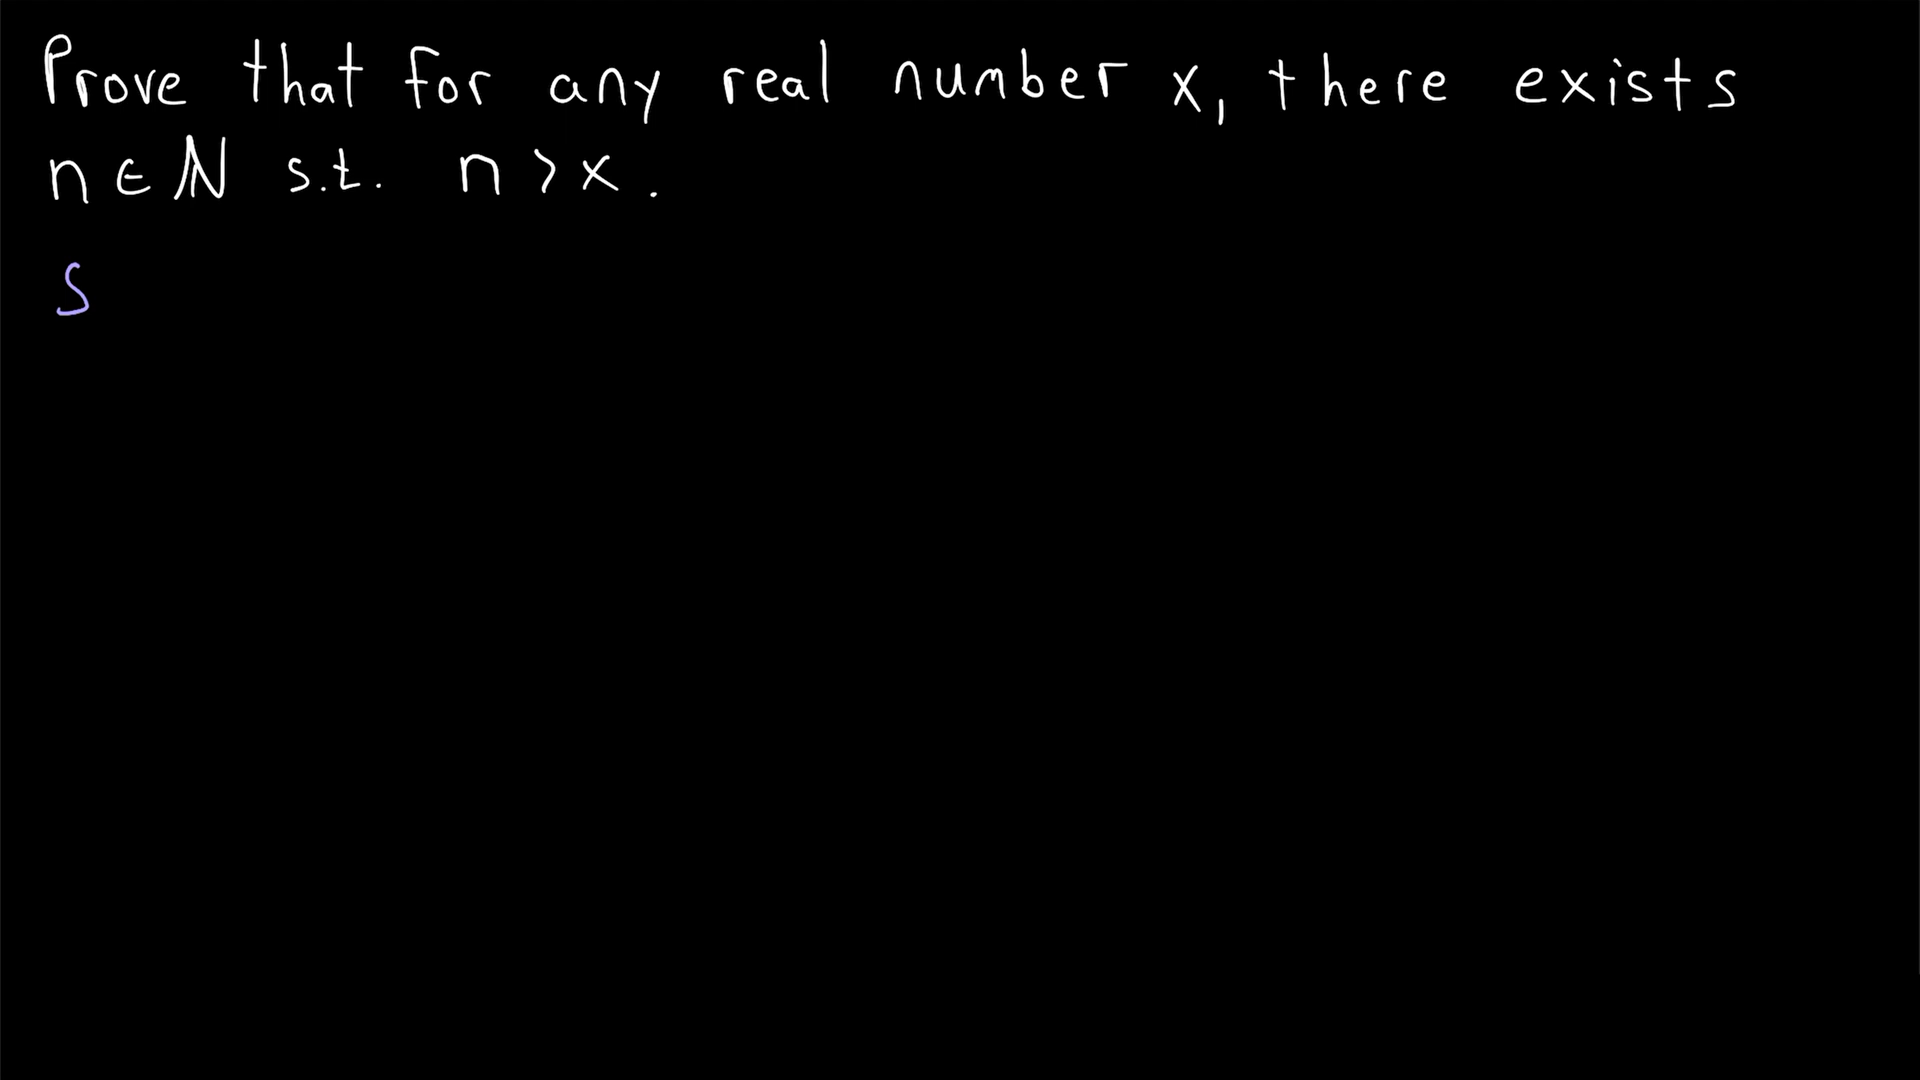 Prove that for any real number x, there exists
n ∈ ℕ s.t. n > x.
S